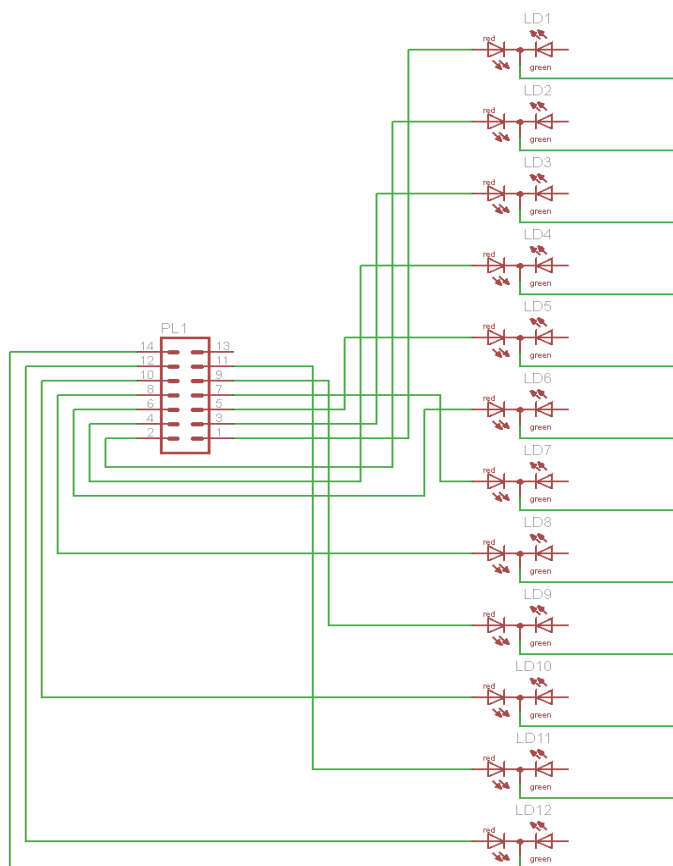 LD1
red
green
LD2
red
green
LD3
red
green
LD4
red
green
LD5
red
green
PL1
14 13
12 11
10 9
8 7
6 5
4 3
2 1
LD6
red
green
LD7
red
green
LD8
red
green
LD9
red
green
LD10
red
green
LD11
red
green
LD12
red
green